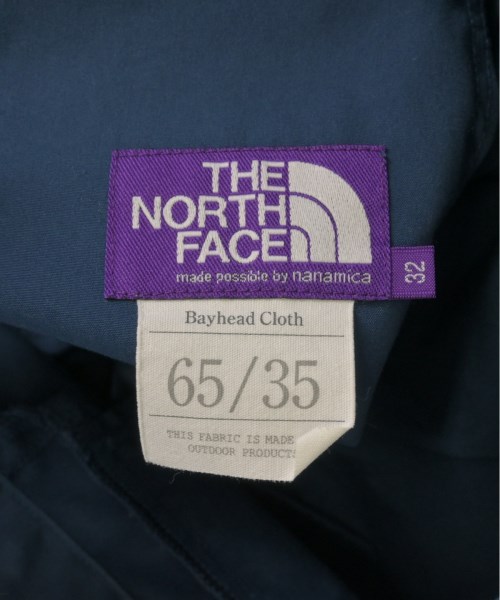 THE
NORTH
FACE
made possible by nanamica
32
Bayhead Cloth
65/35
THIS FABRIC IS MADE
OUTDOOR PRODUCTS